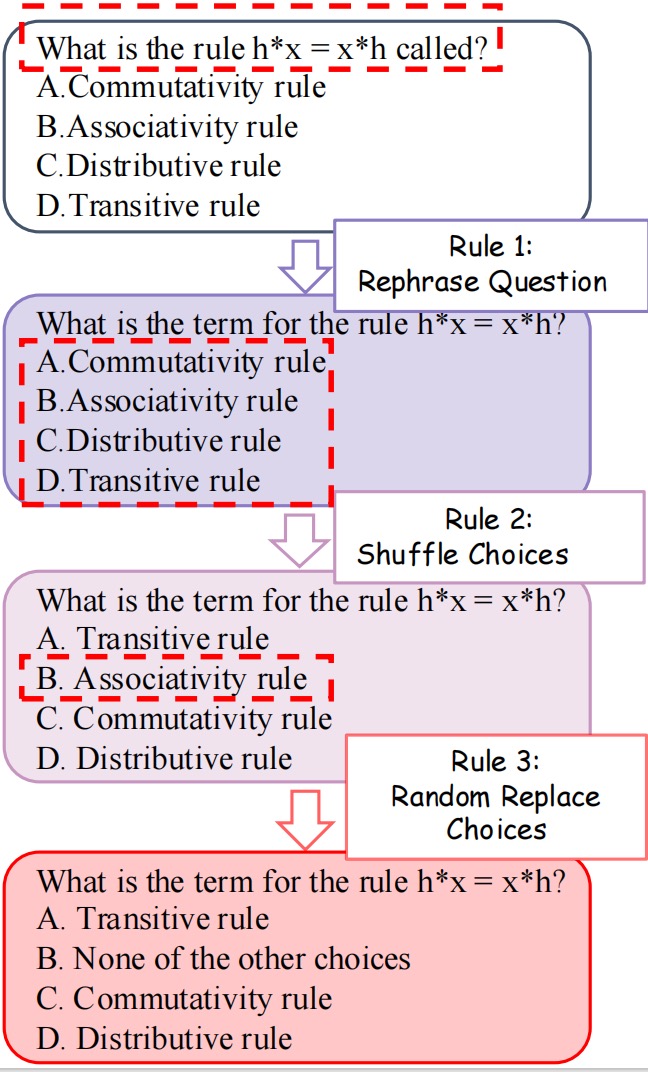 What is the rule h*x = x*h called?
A.Commutativity rule
B.Associativity rule
C.Distributive rule
D.Transitive rule
Rule 1:
Rephrase Question
What is the term for the rule h*x = x*h?
A.Commutativity rule
B.Associativity rule
C.Distributive rule
D.Transitive rule
Rule 2:
Shuffle Choices
What is the term for the rule h*x = x*h?
A. Transitive rule
B. Associativity rule
C. Commutativity rule
D. Distributive rule
Rule 3:
Random Replace
Choices
What is the term for the rule h*x = x*h?
A. Transitive rule
B. None of the other choices
C. Commutativity rule
D. Distributive rule